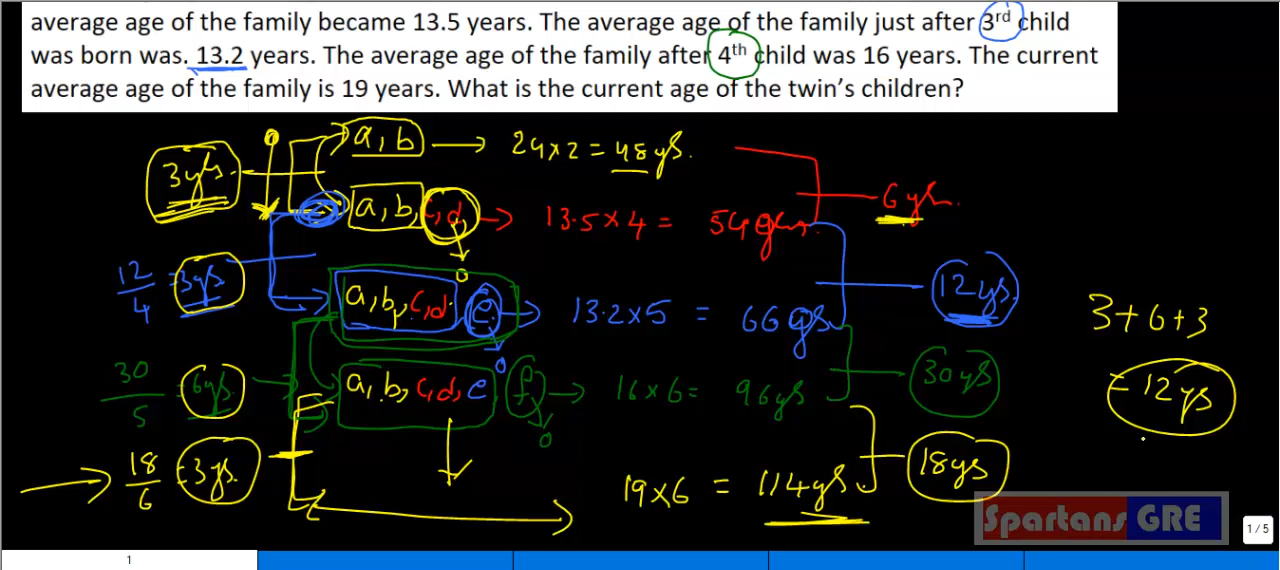 average age of the family became 13.5 years. The average age of the family just after 3rd child
was born was. 13.2 years. The average age of the family after 4th child was 16 years. The current
average age of the family is 19 years. What is the current age of the twin's children?
a, b → 24 x 2 = 48 yrs.
3 yrs.
a, b, c, d → 13.5 x 4 = 54 yrs.
6 yrs.
0
12/4 = 3 yrs
a, b, c, d. e → 13.2 x 5 = 66 yrs.
12 yrs.
3 + 6 + 3
0
30/5 = 6 yrs
a, b, c, d, e f → 16 x 6 = 96 yrs
30 yrs
= 12 yrs
0
→ 18/6 = 3 yrs.
19 x 6 = 114 yrs
18 yrs
Spartans GRE
1 / 5
1